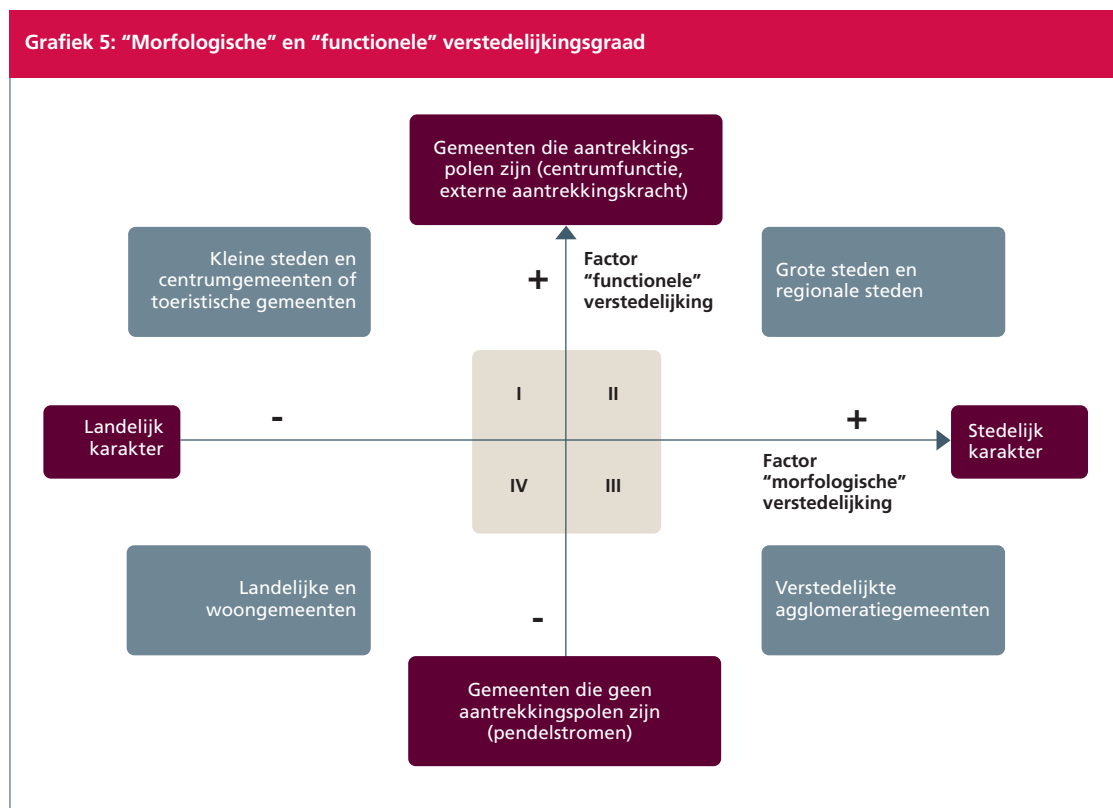 Grafiek 5: “Morfologische” en “functionele” verstedelijkingsgraad
Gemeenten die aantrekkings-
polen zijn (centrumfunctie,
externe aantrekkingskracht)
Kleine steden en
centrumgemeenten of
toeristische gemeenten
+
Factor
“functionele”
verstedelijking
Grote steden en
regionale steden
I
II
Landelijk
karakter
-
+
Stedelijk
karakter
IV
III
Factor
“morfologische”
verstedelijking
Landelijke en
woongemeenten
-
Verstedelijkte
agglomeratiegemeenten
Gemeenten die geen
aantrekkingspolen zijn
(pendelstromen)